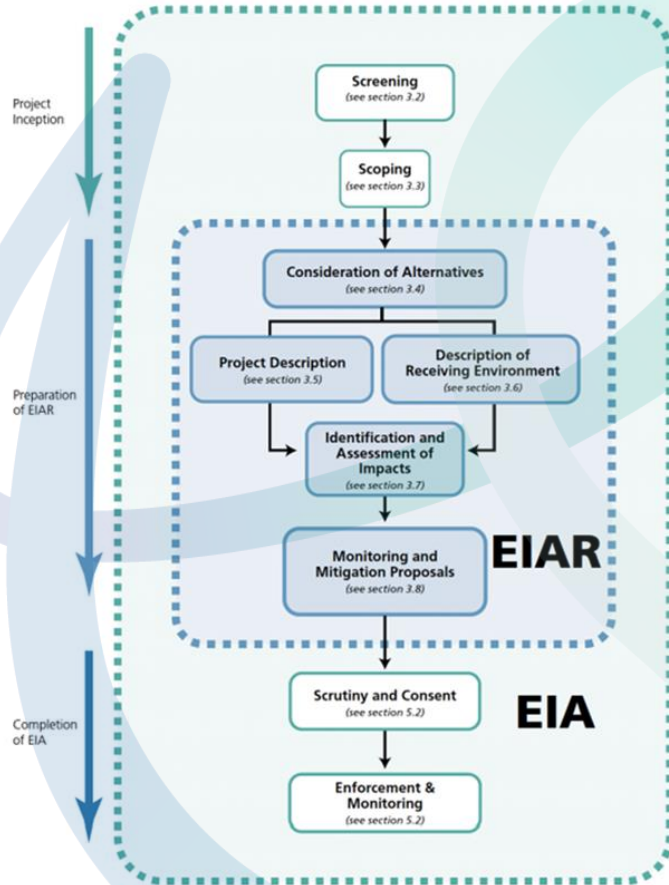 Project
Inception
Screening
(see section 3.2)
Scoping
(see section 3.3)
Consideration of Alternatives
(see section 3.4)
Preparation
of EIAR
Project Description
(see section 3.5)
Description of
Receiving Environment
(see section 3.6)
Identification and
Assessment of
Impacts
(see section 3.7)
Monitoring and
Mitigation Proposals
(see section 3.8)
EIAR
Completion
of EIA
Scrutiny and Consent
(see section 5.2)
EIA
Enforcement &
Monitoring
(see section 5.2)